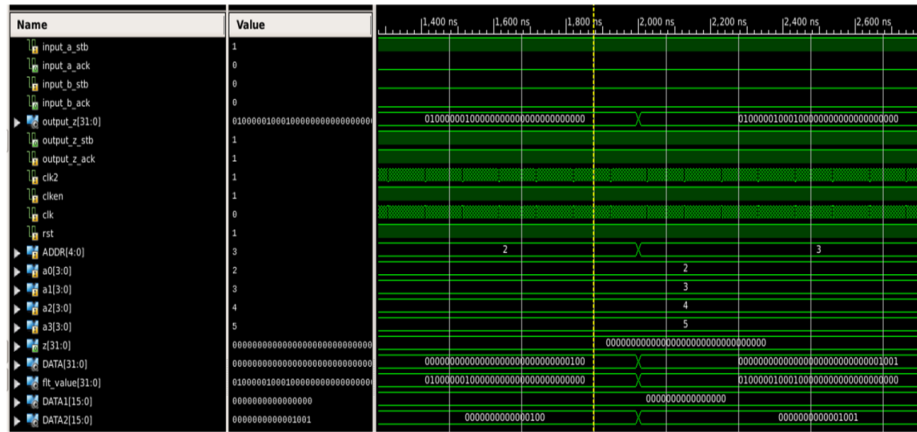 Name Value 1,400 ns 1,600 ns 1,800 ns 2,000 ns 2,200 ns 2,400 ns 2,600 ns
input_a_stb 1
input_a_ack 0
input_b_stb 0
input_b_ack 0
output_z[31:0] 0100000100010000000000000000 01000000100000000000000000000000 01000001000100000000000000000000
output_z_stb 1
output_z_ack 1
clk2 1
clken 1
clk 0
rst 1
ADDR[4:0] 3 2 3
a0[3:0] 2 2
a1[3:0] 3 3
a2[3:0] 4 4
a3[3:0] 5 5
z[31:0] 0000000000000000000000000000 00000000000000000000000000000000
DATA[31:0] 0000000000000000000000000000 00000000000000000000000000000100 00000000000000000000000000001001
flt_value[31:0] 0100000100010000000000000000 01000000100000000000000000000000 01000001000100000000000000000000
DATA1[15:0] 0000000000000000 0000000000000000
DATA2[15:0] 0000000000001001 0000000000000100 0000000000001001